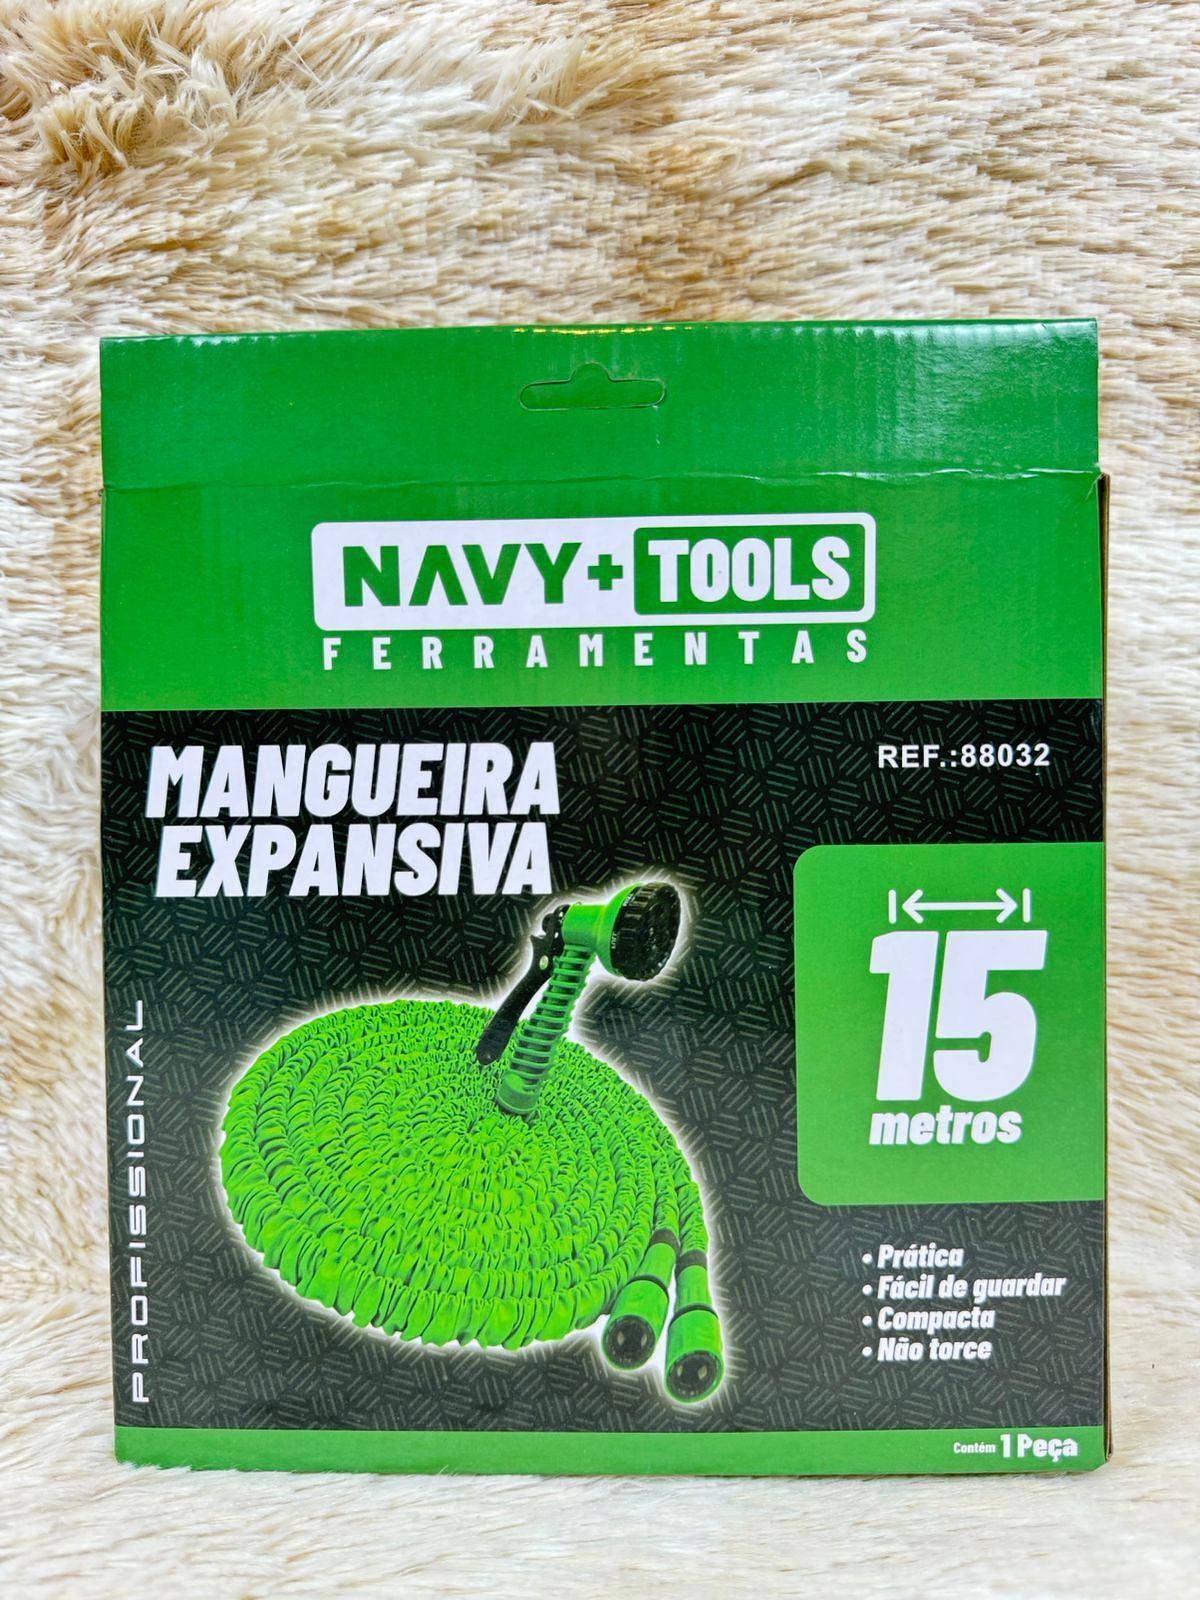 NAVY+TOOLS
FERRAMENTAS
MANGUEIRA
EXPANSIVA
REF.:88032
15
metros
PROFISSIONAL
• Prática
• Fácil de guardar
• Compacta
• Não torce
Contém 1 Peça